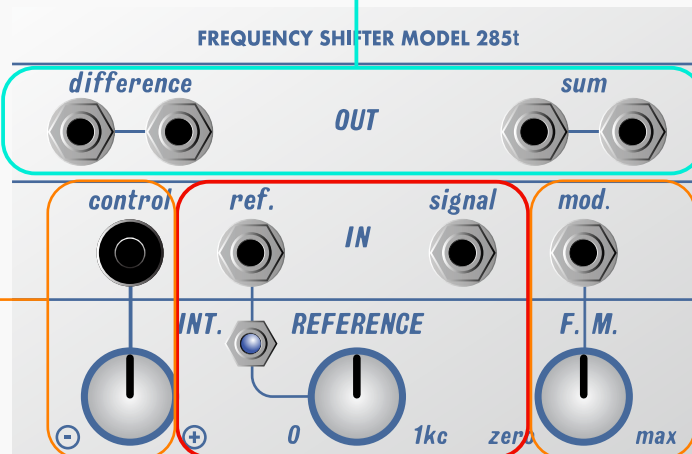 FREQUENCY SHIFTER MODEL 285t
difference sum
OUT
control ref. signal mod.
IN
INT. REFERENCE F. M.
- + 0 1kc zero max